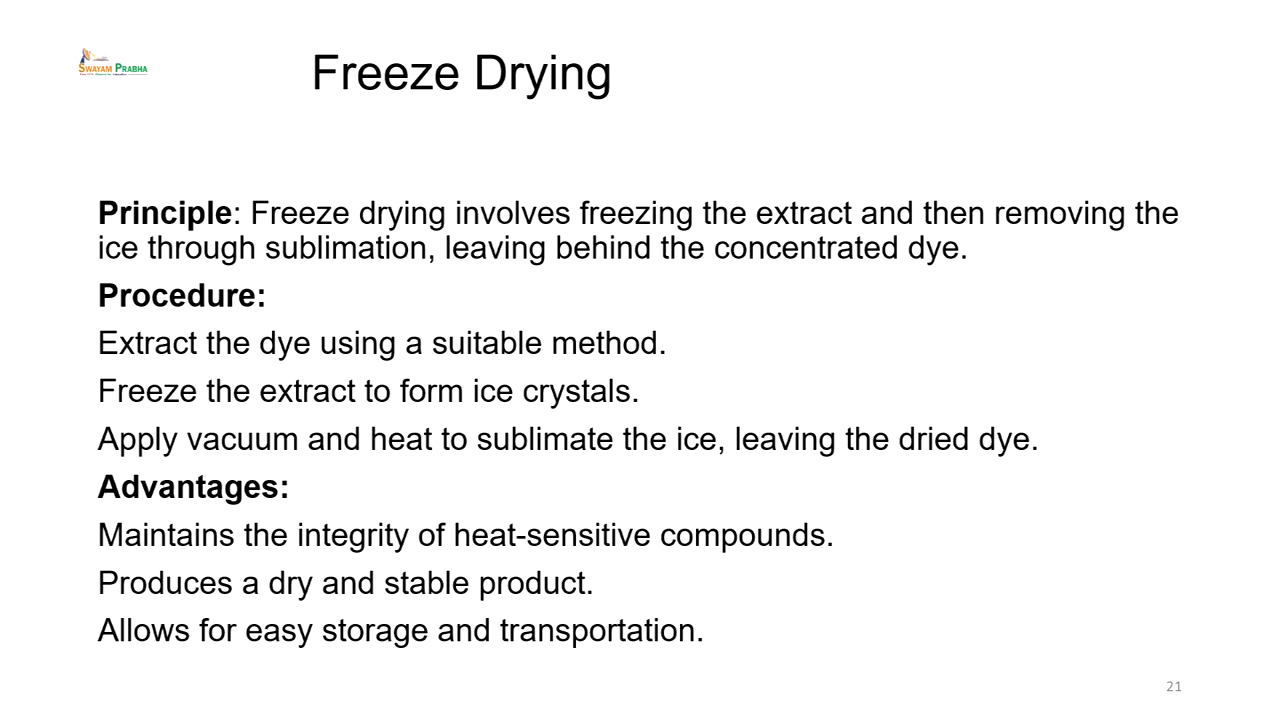 SWAYAM PRABHA
Freeze Drying
Principle: Freeze drying involves freezing the extract and then removing the
ice through sublimation, leaving behind the concentrated dye.
Procedure:
Extract the dye using a suitable method.
Freeze the extract to form ice crystals.
Apply vacuum and heat to sublimate the ice, leaving the dried dye.
Advantages:
Maintains the integrity of heat-sensitive compounds.
Produces a dry and stable product.
Allows for easy storage and transportation.
21